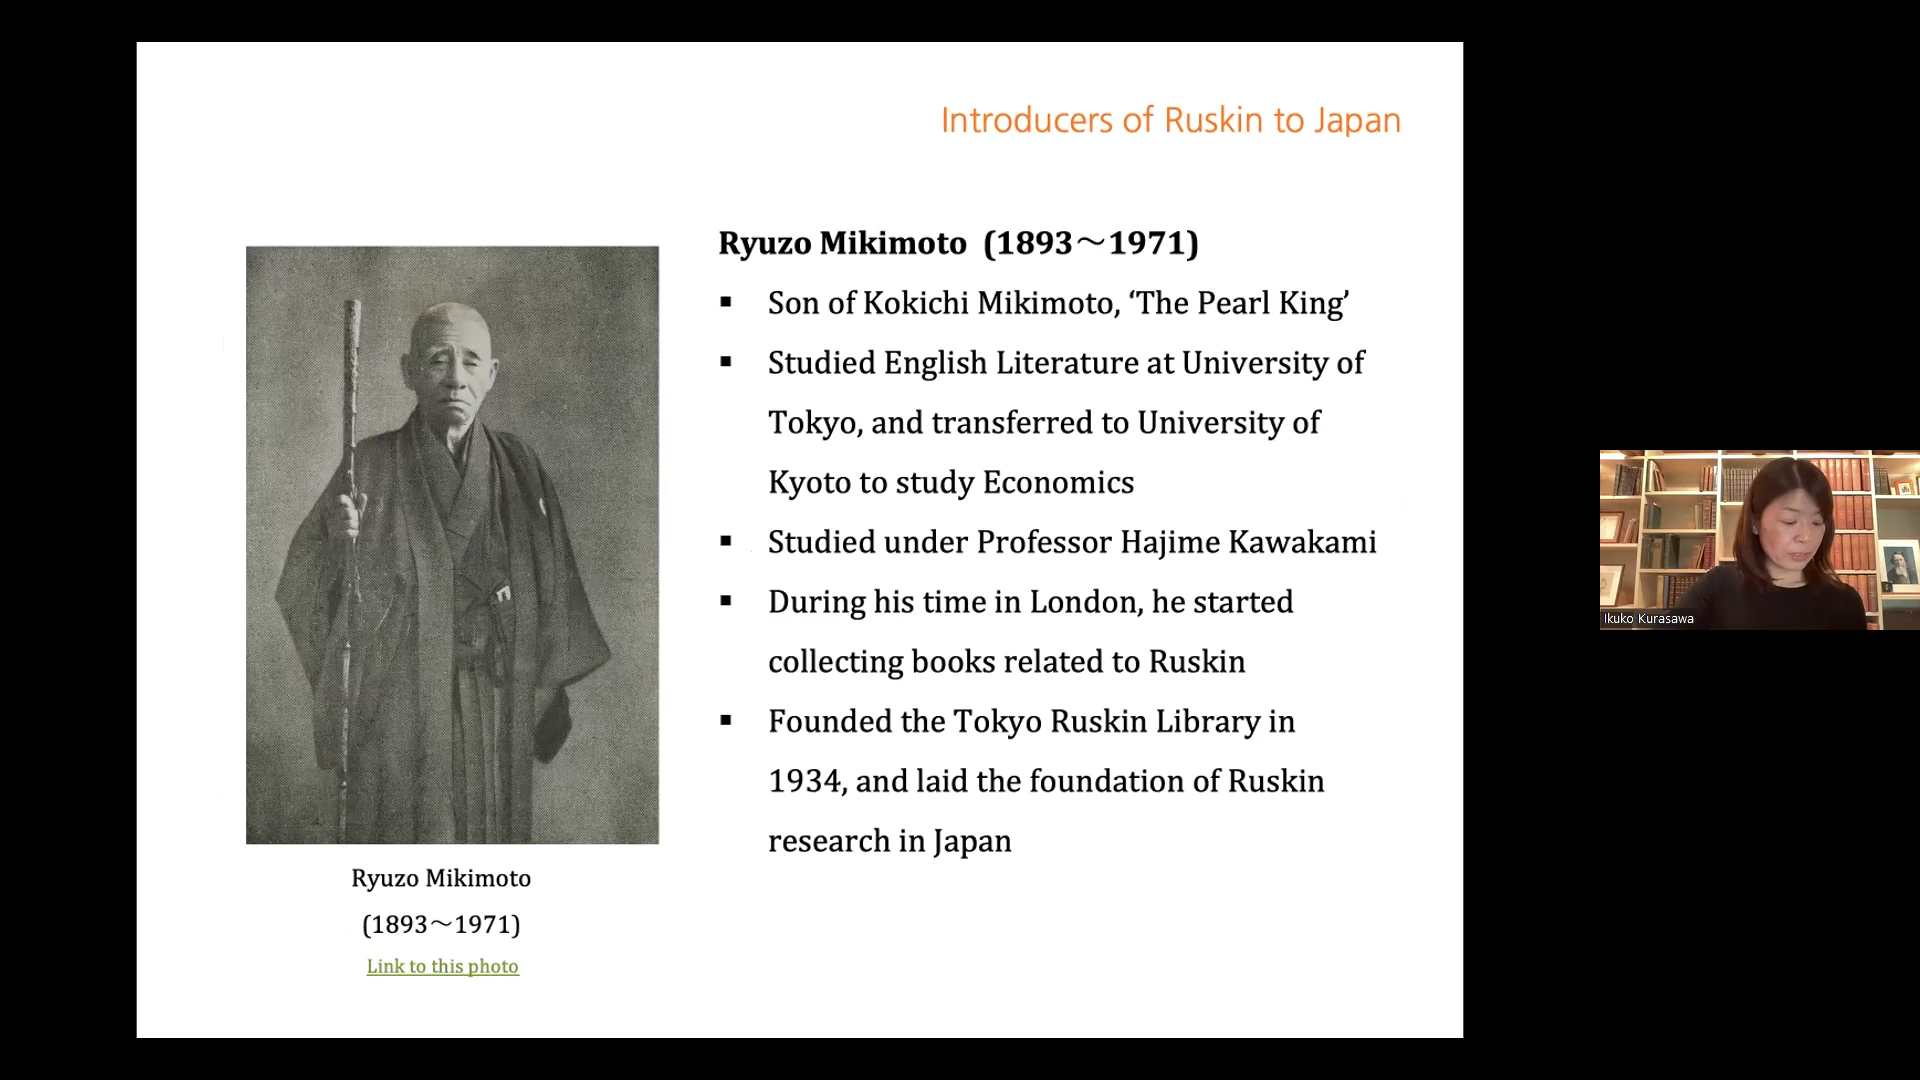 Introducers of Ruskin to Japan
Ryuzo Mikimoto (1893～1971)
▪ Son of Kokichi Mikimoto, ‘The Pearl King’
▪ Studied English Literature at University of
Tokyo, and transferred to University of
Kyoto to study Economics
▪ Studied under Professor Hajime Kawakami
▪ During his time in London, he started
collecting books related to Ruskin
▪ Founded the Tokyo Ruskin Library in
1934, and laid the foundation of Ruskin
research in Japan
Ryuzo Mikimoto
(1893～1971)
Link to this photo
Ikuko Kurasawa